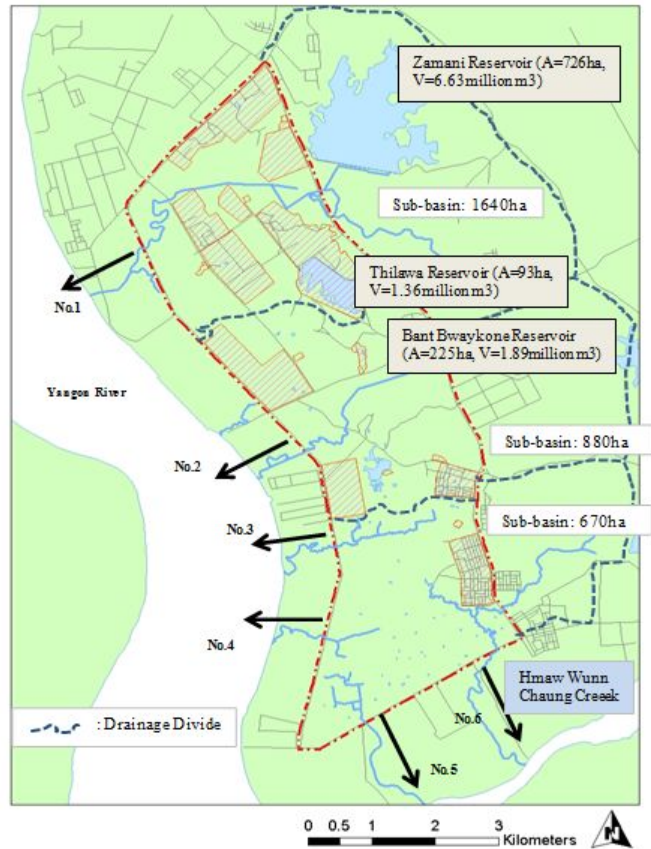 Zamani Reservoir (A=726ha,
V=6.63million m3)
Sub-basin: 1640ha
Thilawa Reservoir (A=93ha,
V=1.36million m3)
No.1
Bant Bwaykone Reservoir
(A=225ha, V=1.89million m3)
Yangon River
Sub-basin: 880ha
No.2
Sub-basin: 670ha
No.3
No.4
Hmaw Wunn
Chaung Creeek
No.6
: Drainage Divide
No.5
0 0.5 1 2 3
Kilometers
N